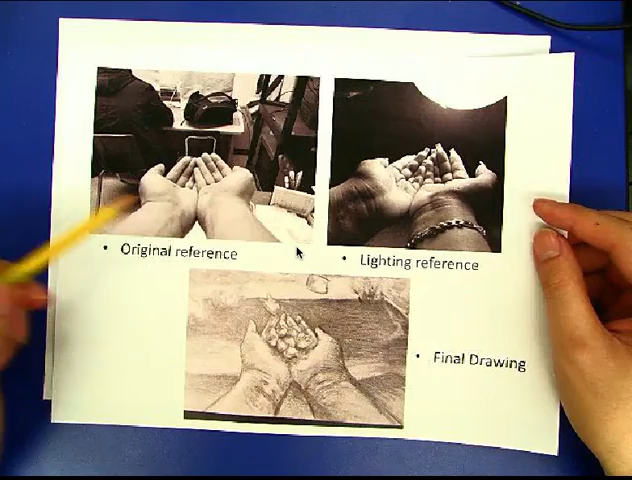 • Original reference
• Lighting reference
• Final Drawing